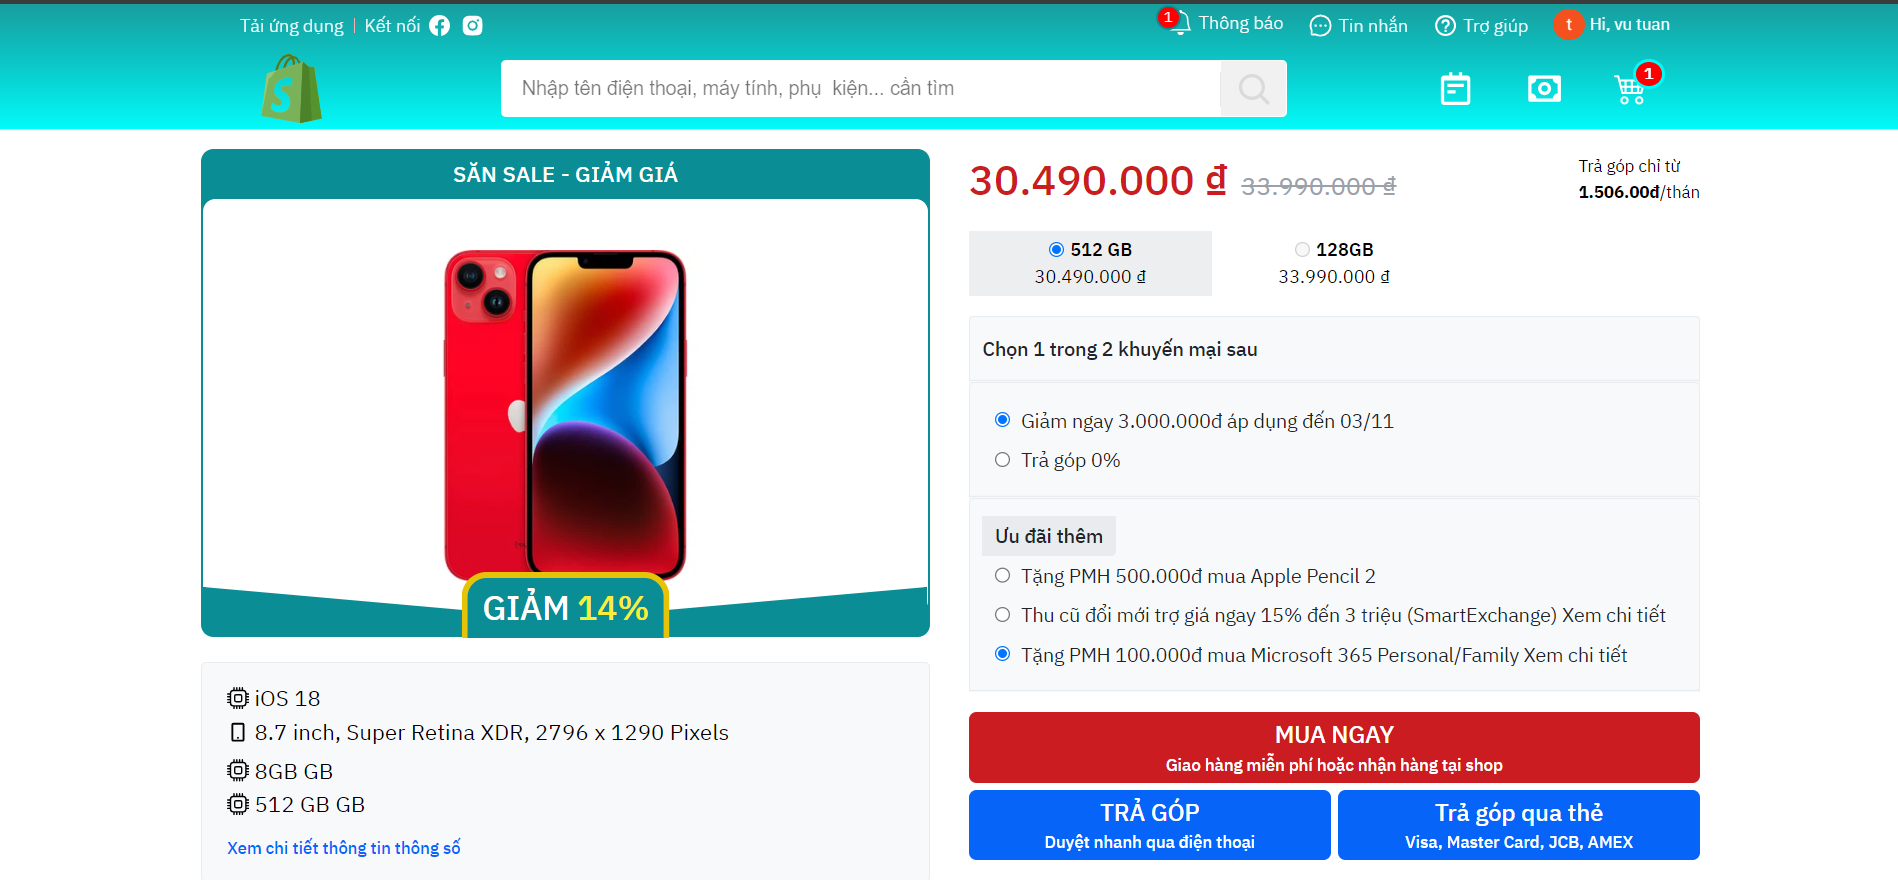 Tải ứng dụng | Kết nối
1 Thông báo
Tin nhắn
Trợ giúp
t Hi, vu tuan
S
Nhập tên điện thoại, máy tính, phụ  kiện... cần tìm
1
SĂN SALE - GIẢM GIÁ
GIẢM 14%
iOS 18
8.7 inch, Super Retina XDR, 2796 x 1290 Pixels
8GB GB
512 GB GB
Xem chi tiết thông tin thông số
30.490.000 ₫ 33.990.000 ₫
Trả góp chỉ từ
1.506.00đ/thán
512 GB
30.490.000 ₫
128GB
33.990.000 ₫
Chọn 1 trong 2 khuyến mại sau
Giảm ngay 3.000.000đ áp dụng đến 03/11
Trả góp 0%
Ưu đãi thêm
Tặng PMH 500.000đ mua Apple Pencil 2
Thu cũ đổi mới trợ giá ngay 15% đến 3 triệu (SmartExchange) Xem chi tiết
Tặng PMH 100.000đ mua Microsoft 365 Personal/Family Xem chi tiết
MUA NGAY
Giao hàng miễn phí hoặc nhận hàng tại shop
TRẢ GÓP
Duyệt nhanh qua điện thoại
Trả góp qua thẻ
Visa, Master Card, JCB, AMEX